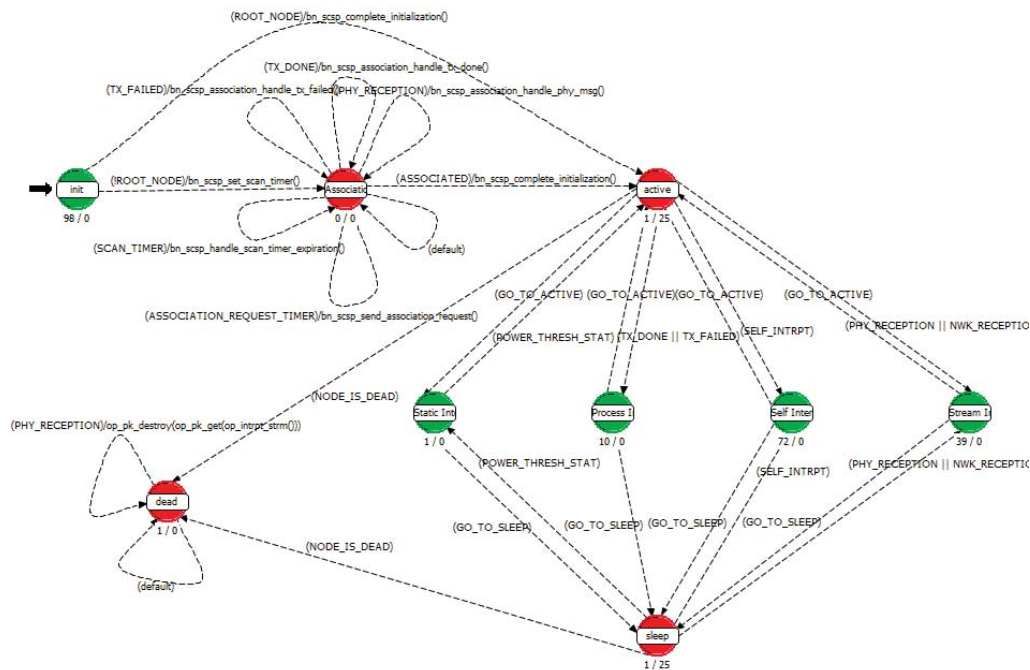 (ROOT_NODE)/bn_scsp_complete_initialization()
(TX_DONE)/bn_scsp_association_handle_tx_done()
(TX_FAILED)/bn_scsp_association_handle_tx_failed()
(PHY_RECEPTION)/bn_scsp_association_handle_phy_msg()
init
98 / 0
(!ROOT_NODE)/bn_scsp_set_scan_timer()
Associatio
0 / 0
(ASSOCIATED)/bn_scsp_complete_initialization()
active
1 / 25
(SCAN_TIMER)/bn_scsp_handle_scan_timer_expiration()
(default)
(ASSOCIATION_REQUEST_TIMER)/bn_scsp_send_association_request()
(GO_TO_ACTIVE)
(GO_TO_ACTIVE)
(GO_TO_ACTIVE)
(GO_TO_ACTIVE)
(POWER_THRESH_STAT)
(TX_DONE || TX_FAILED)
(SELF_INTRPT)
(PHY_RECEPTION || NWK_RECEPTION
(NODE_IS_DEAD)
Static Int
1 / 0
Process I
10 / 0
Self Inter
72 / 0
Stream I
39 / 0
(PHY_RECEPTION)/op_pk_destroy(op_pk_get(op_intrpt_strm()))
(POWER_THRESH_STAT)
(SELF_INTRPT)
(PHY_RECEPTION || NWK_RECEPTION
dead
1 / 0
(GO_TO_SLEEP)
(GO_TO_SLEEP)
(GO_TO_SLEEP)
(GO_TO_SLEEP)
(NODE_IS_DEAD)
(default)
sleep
1 / 25